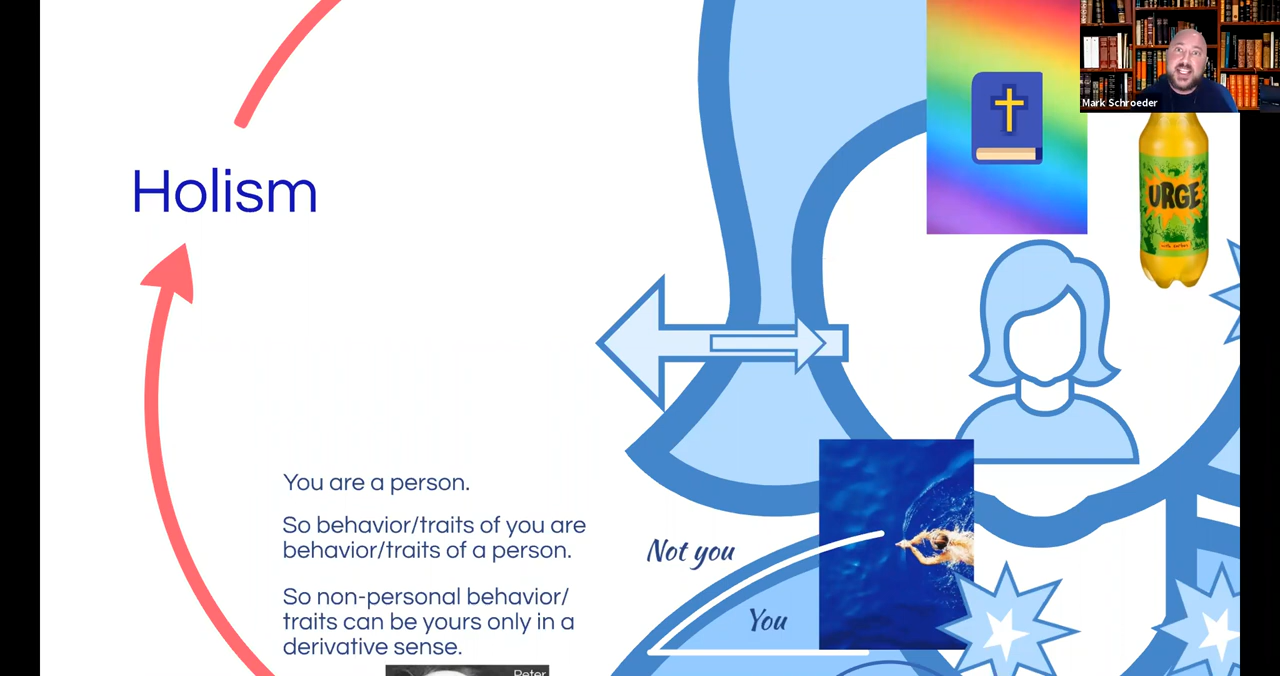 Mark Schroeder
URGE
Holism
You are a person.
So behavior/traits of you are
behavior/traits of a person.
So non-personal behavior/
traits can be yours only in a
derivative sense.
Not you
You
Peter